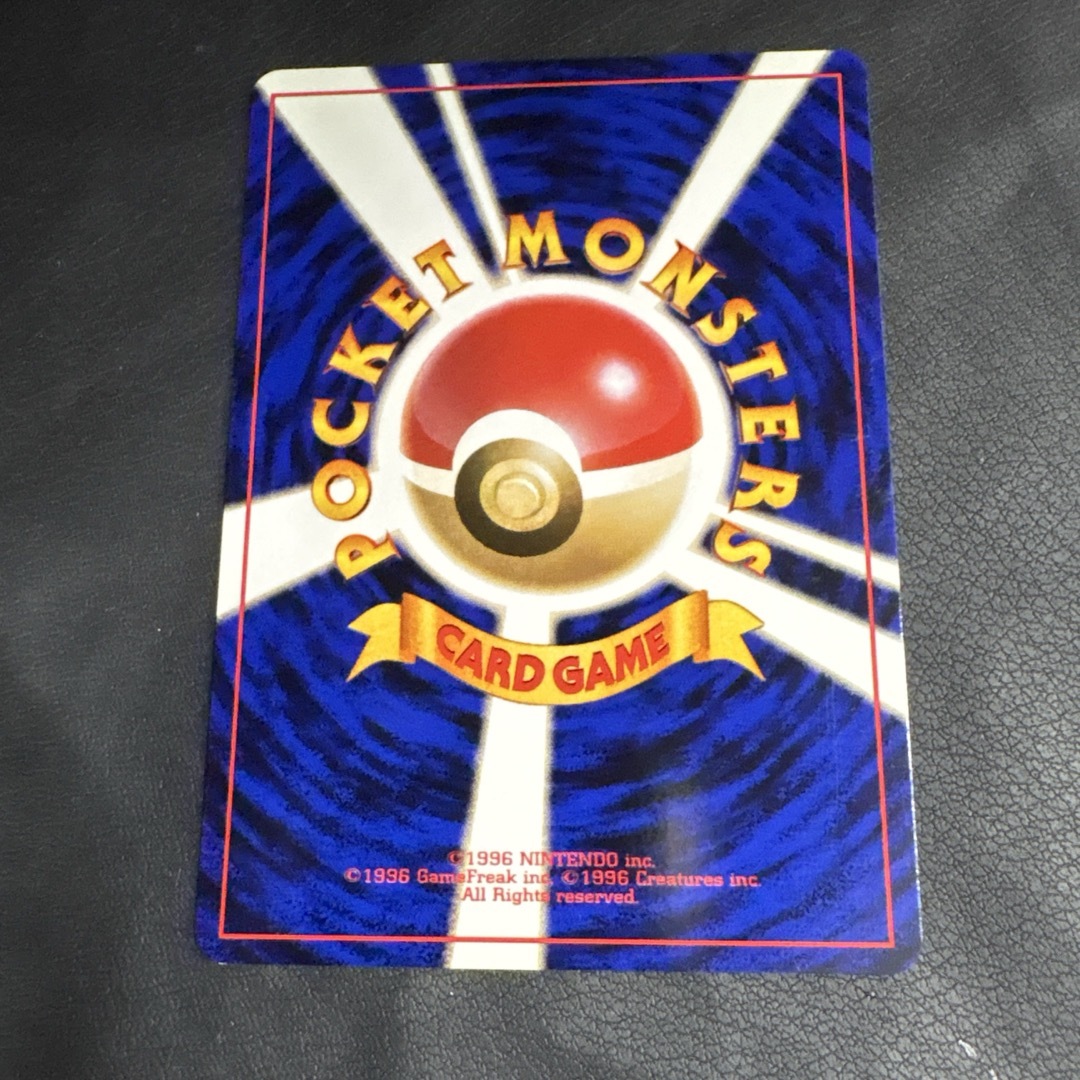 POCKET MONSTERS
CARD GAME
©1996 NINTENDO inc.
©1996 GameFreak inc. ©1996 Creatures inc.
All Rights reserved.